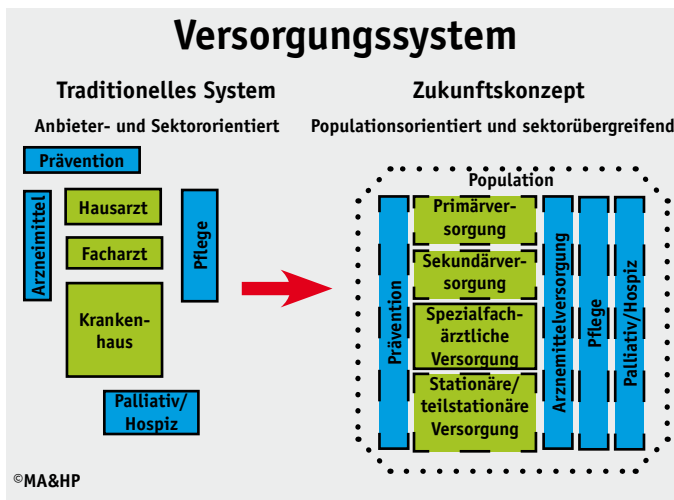 Versorgungssystem
Traditionelles System
Anbieter- und Sektororientiert
Prävention
Arzneimittel
Hausarzt
Facharzt
Kranken-
haus
Pflege
Palliativ/
Hospiz
Zukunftskonzept
Populationsorientiert und sektorübergreifend
Population
Prävention
Primärver-
sorgung
Sekundärver-
sorgung
Spezialfach-
ärztliche
Versorgung
Stationäre/
teilstationäre
Versorgung
Arznemittelversorgung
Pflege
Palliativ/Hospiz
©MA&HP